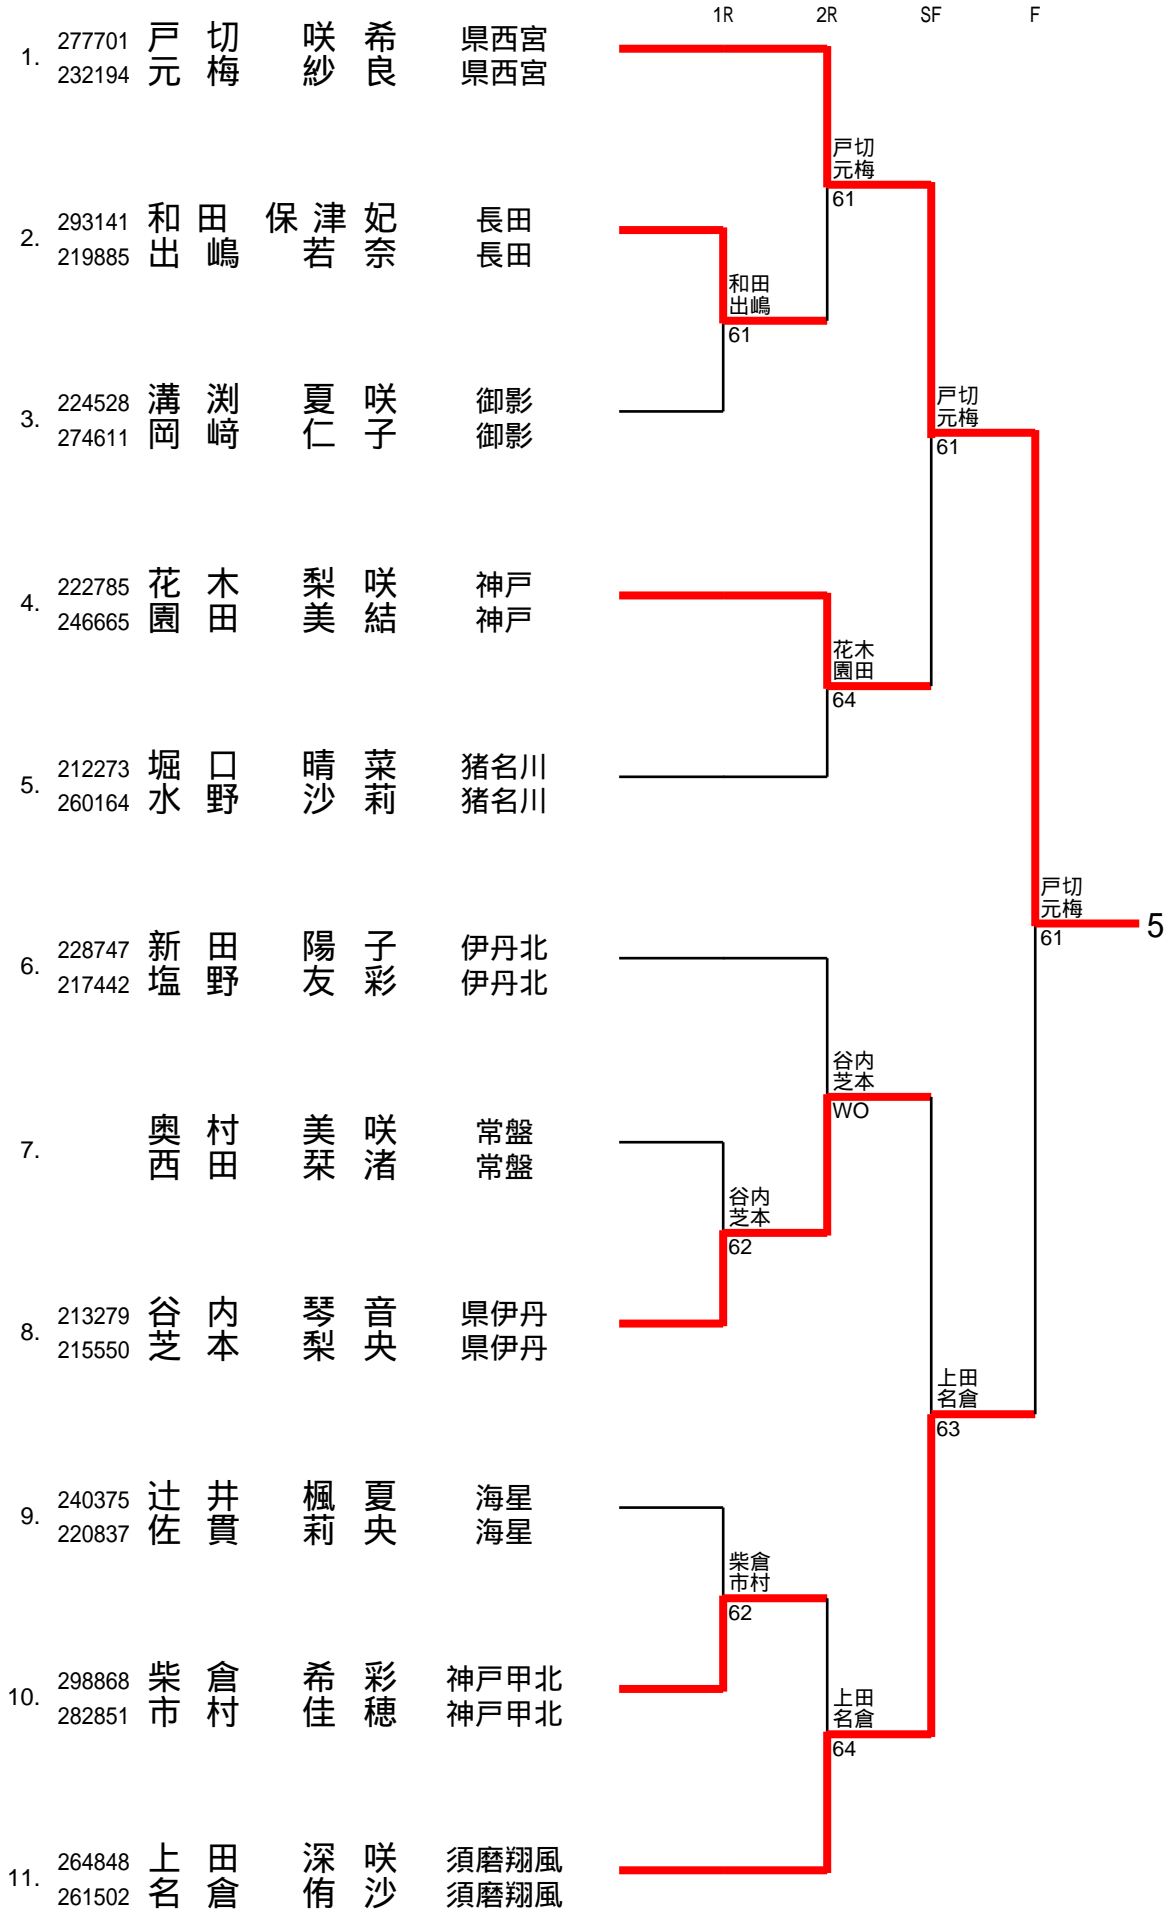 1R 2R SF F
1. 277701 戸切 咲希 県西宮
232194 元梅 紗良 県西宮
戸切
元梅
61
2. 293141 和田 保津妃 長田
219885 出嶋 若奈 長田
和田
出嶋
61
3. 224528 溝渕 夏咲 御影
274611 岡﨑 仁子 御影
戸切
元梅
61
4. 222785 花木 梨咲 神戸
246665 園田 美結 神戸
花木
園田
64
5. 212273 堀口 晴菜 猪名川
260164 水野 沙莉 猪名川
戸切
元梅
61
5
6. 228747 新田 陽子 伊丹北
217442 塩野 友彩 伊丹北
谷内
芝本
WO
7. 奥村 美咲 常盤
西田 栞渚 常盤
谷内
芝本
62
8. 213279 谷内 琴音 県伊丹
215550 芝本 梨央 県伊丹
上田
名倉
63
9. 240375 辻井 楓夏 海星
220837 佐貫 莉央 海星
柴倉
市村
62
10. 298868 柴倉 希彩 神戸甲北
282851 市村 佳穂 神戸甲北
上田
名倉
64
11. 264848 上田 深咲 須磨翔風
261502 名倉 侑沙 須磨翔風